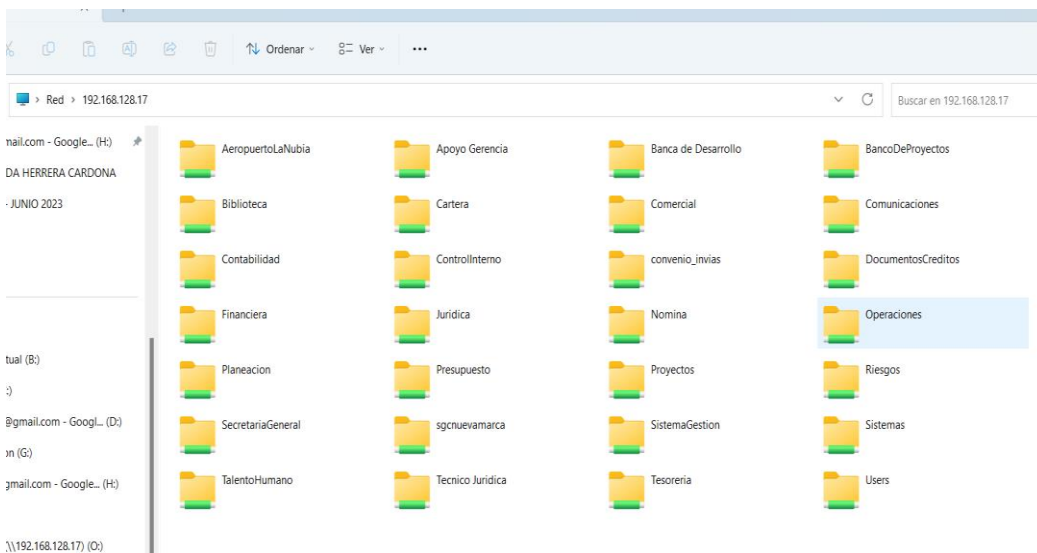 Ordenar
Ver
Red > 192.168.128.17
Buscar en 192.168.128.17
mail.com - Google... (H:)
DA HERRERA CARDONA
- JUNIO 2023
tual (B:)
:)
@gmail.com - Googl... (D:)
on (G:)
gmail.com - Google... (H:)
(\\192.168.128.17) (O:)
AeropuertoLaNubia Apoyo Gerencia Banca de Desarrollo BancoDeProyectos
Biblioteca Cartera Comercial Comunicaciones
Contabilidad ControlInterno convenio_invias DocumentosCreditos
Financiera Juridica Nomina Operaciones
Planeacion Presupuesto Proyectos Riesgos
SecretariaGeneral sgcnuevamarca SistemaGestion Sistemas
TalentoHumano Tecnico Juridica Tesoreria Users